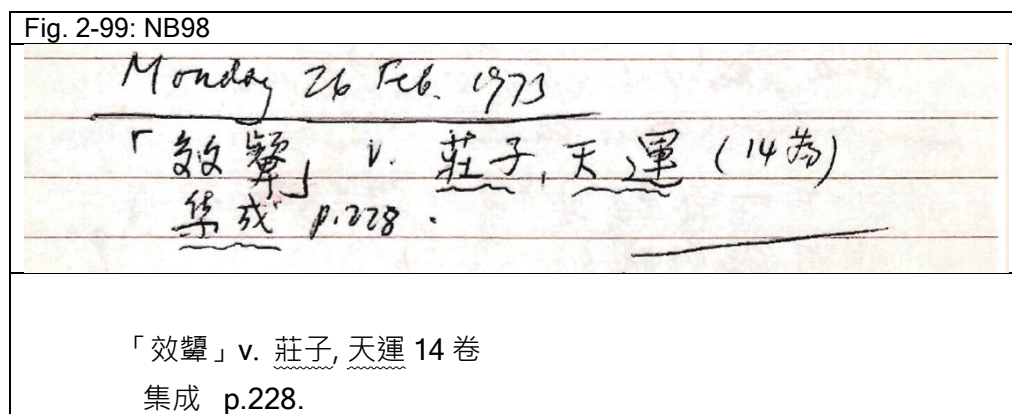 Fig. 2-99: NB98
Monday 26 Feb. 1973
「效顰」 v. 莊子, 天運 (14卷)
集成 p.228.
「效顰」v. 莊子, 天運 14 卷
集成 p.228.